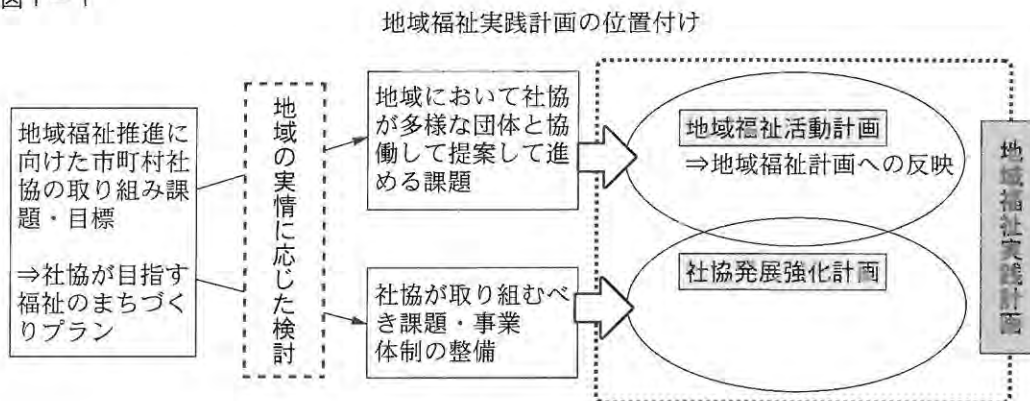 地域福祉実践計画の位置付け
地域福祉推進に
向けた市町村社
協の取り組み課
題・目標
⇒社協が目指す
福祉のまちづく
りプラン
地域の実情に応じた検討
地域において社協
が多様な団体と協
働して提案して進
める課題
社協が取り組むべ
き課題・事業
体制の整備
地域福祉活動計画
⇒地域福祉計画への反映
社協発展強化計画
地域福祉実践計画